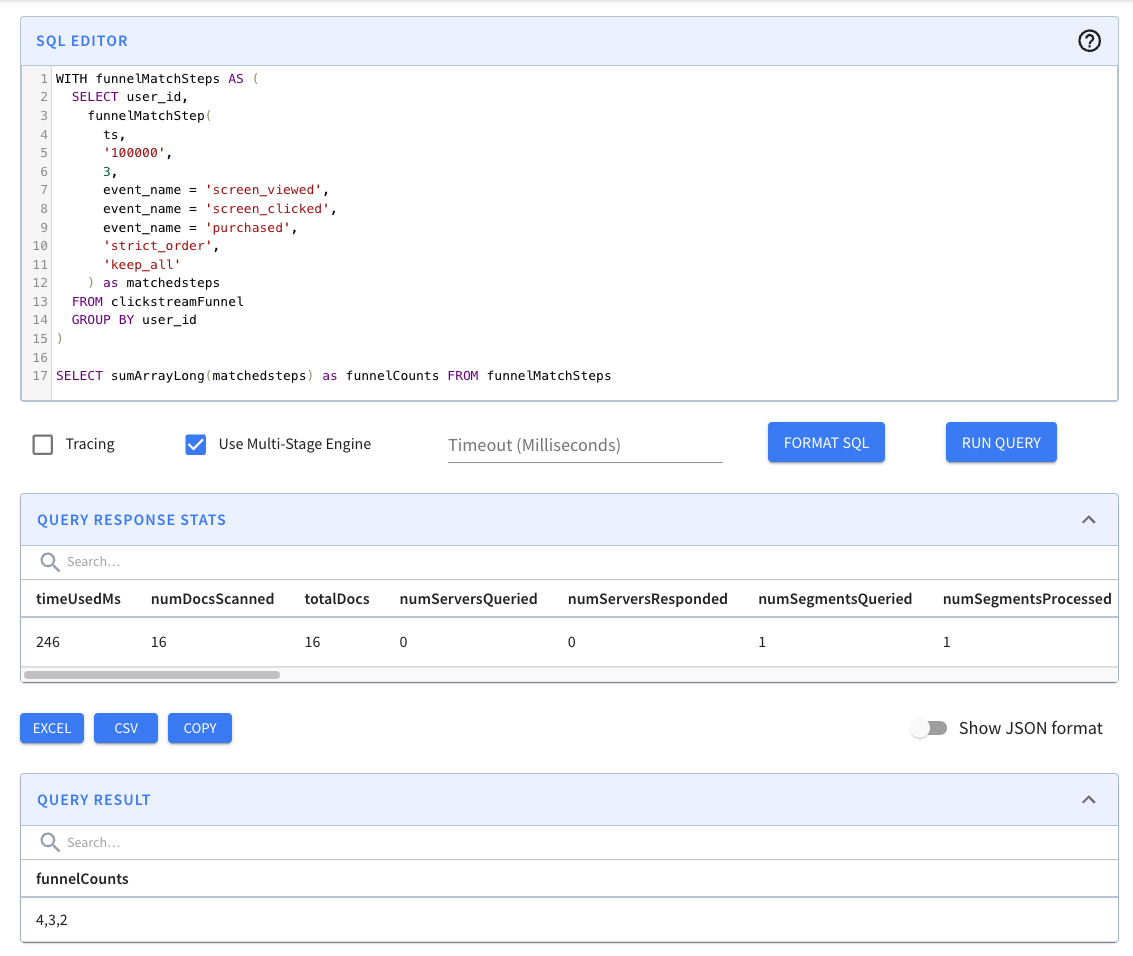 SQL EDITOR
1 WITH funnelMatchSteps AS (
2   SELECT user_id,
3     funnelMatchStep(
4       ts,
5       '100000',
6       3,
7       event_name = 'screen_viewed',
8       event_name = 'screen_clicked',
9       event_name = 'purchased',
10       'strict_order',
11       'keep_all'
12     ) as matchedsteps
13   FROM clickstreamFunnel
14   GROUP BY user_id
15 )
16
17 SELECT sumArrayLong(matchedsteps) as funnelCounts FROM funnelMatchSteps
Tracing Use Multi-Stage Engine Timeout (Milliseconds) FORMAT SQL RUN QUERY
QUERY RESPONSE STATS
Search...
timeUsedMs numDocsScanned totalDocs numServersQueried numServersResponded numSegmentsQueried numSegmentsProcessed
246 16 16 0 0 1 1
EXCEL CSV COPY Show JSON format
QUERY RESULT
Search...
funnelCounts
4,3,2